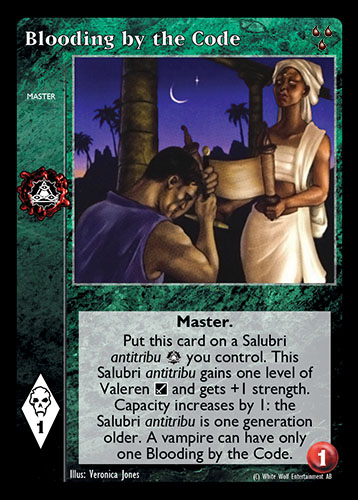 Blooding by the Code
MASTER
Master.
Put this card on a Salubri
antitribu you control. This
Salubri antitribu gains one level of
Valeren and gets +1 strength.
Capacity increases by 1: the
Salubri antitribu is one generation
older. A vampire can have only
one Blooding by the Code.
1
1
Illus: Veronica Jones
(C) White Wolf Entertainment AB